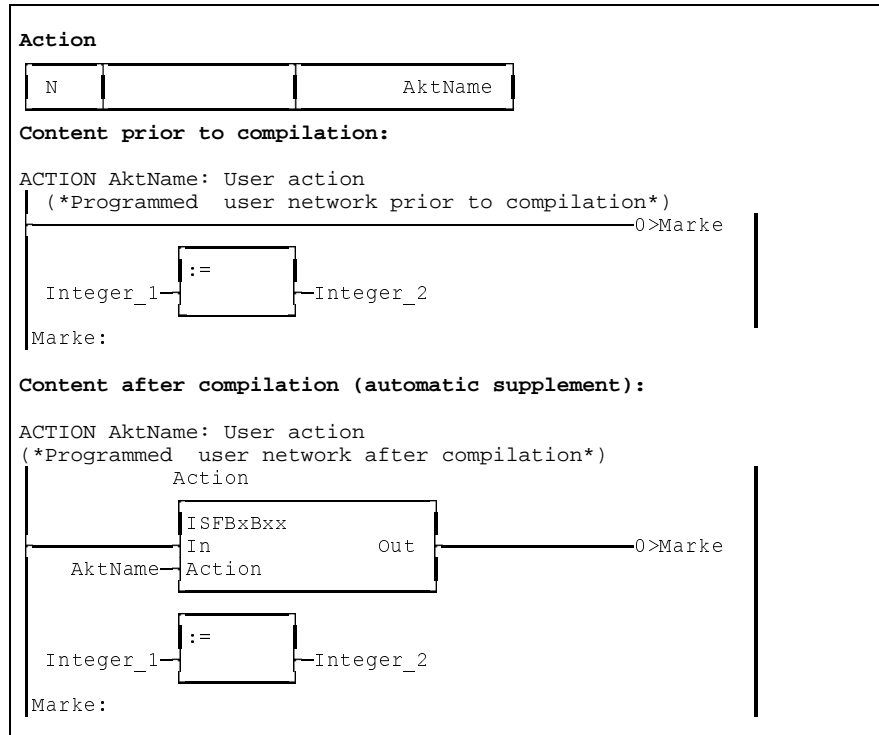 Action
N AktName
Content prior to compilation:
ACTION AktName: User action
(*Programmed user network prior to compilation*)
0>Marke
:=
Integer_1 Integer_2
Marke:
Content after compilation (automatic supplement):
ACTION AktName: User action
(*Programmed user network after compilation*)
Action
ISFBxBxx
In Out 0>Marke
AktName Action
:=
Integer_1 Integer_2
Marke: